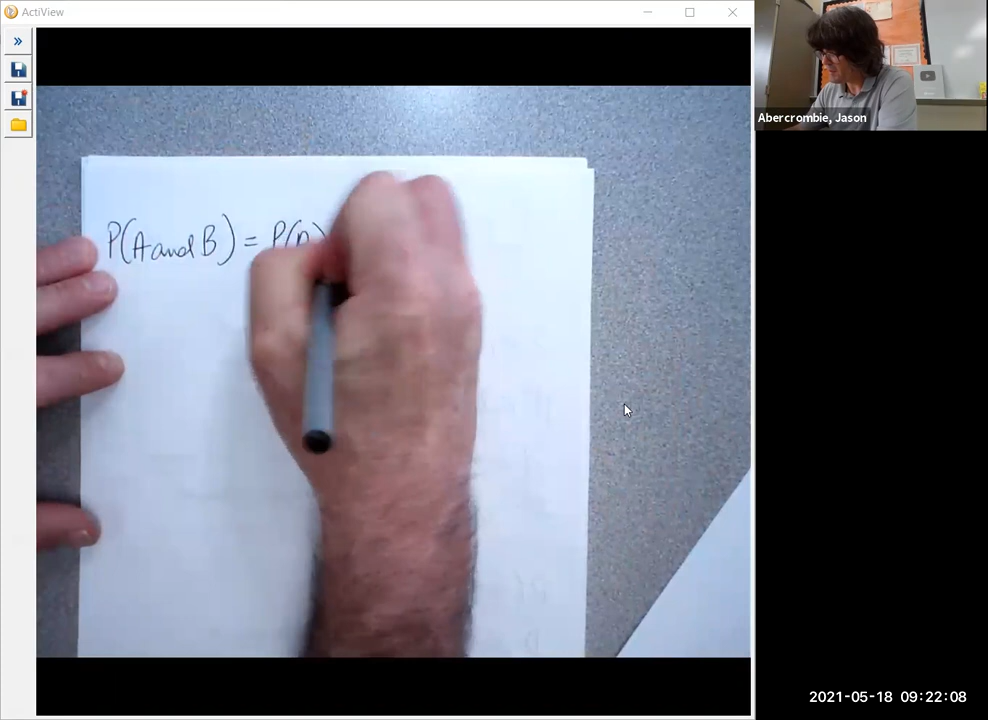 ActiView
P(A and B) = P(
Abercrombie, Jason
2021-05-18 09:22:08